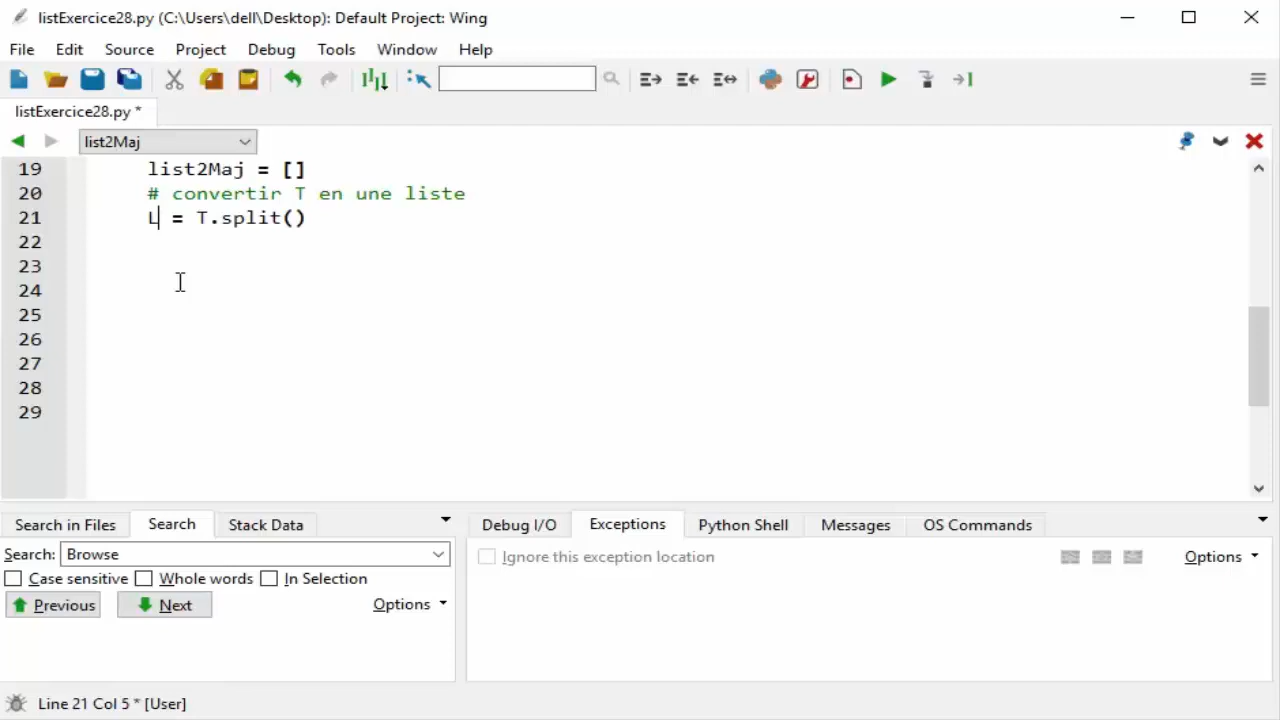 listExercice28.py (C:\Users\dell\Desktop): Default Project: Wing
File Edit Source Project Debug Tools Window Help
listExercice28.py *
list2Maj
19 list2Maj = []
20 # convertir T en une liste
21 L = T.split()
22
23
24
25
26
27
28
29
Search in Files Search Stack Data
Debug I/O Exceptions Python Shell Messages OS Commands
Search: Browse
Ignore this exception location Options
Case sensitive Whole words In Selection
Previous Next Options
Line 21 Col 5 * [User]